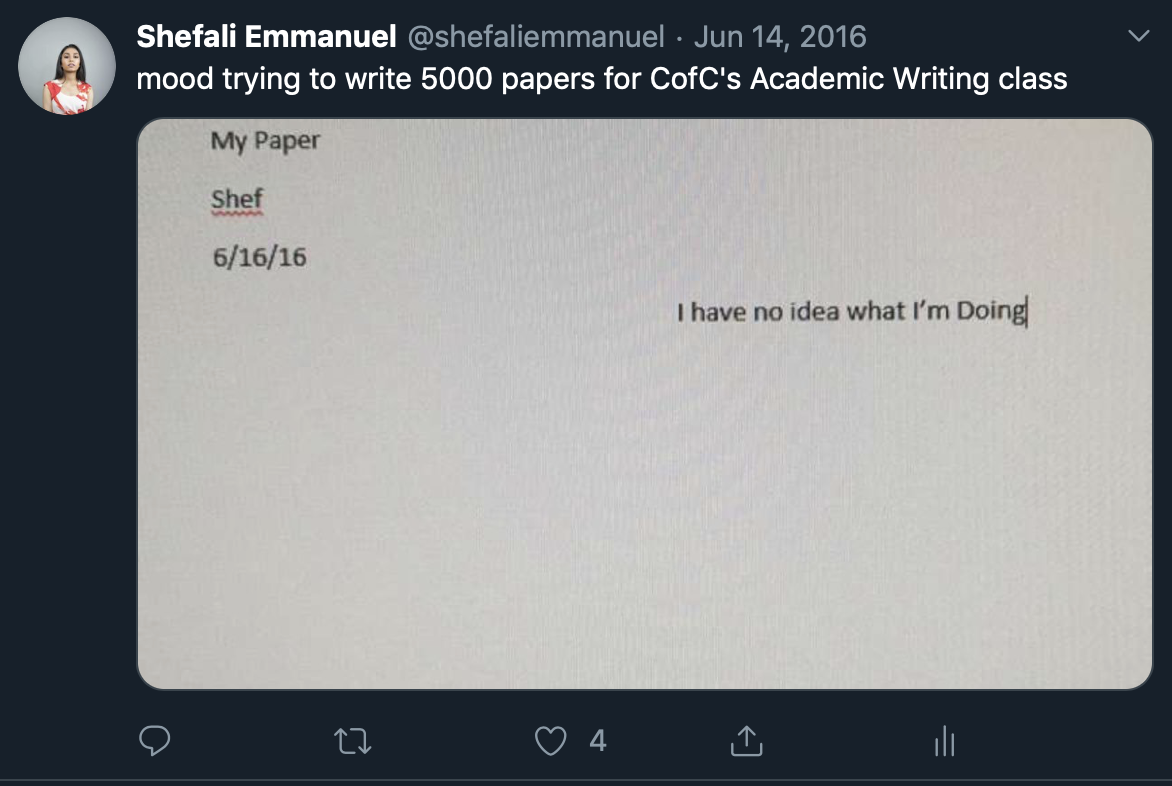 Shefali Emmanuel @shefaliemmanuel · Jun 14, 2016
mood trying to write 5000 papers for CofC's Academic Writing class
My Paper
Shef
6/16/16
I have no idea what I'm Doing
4